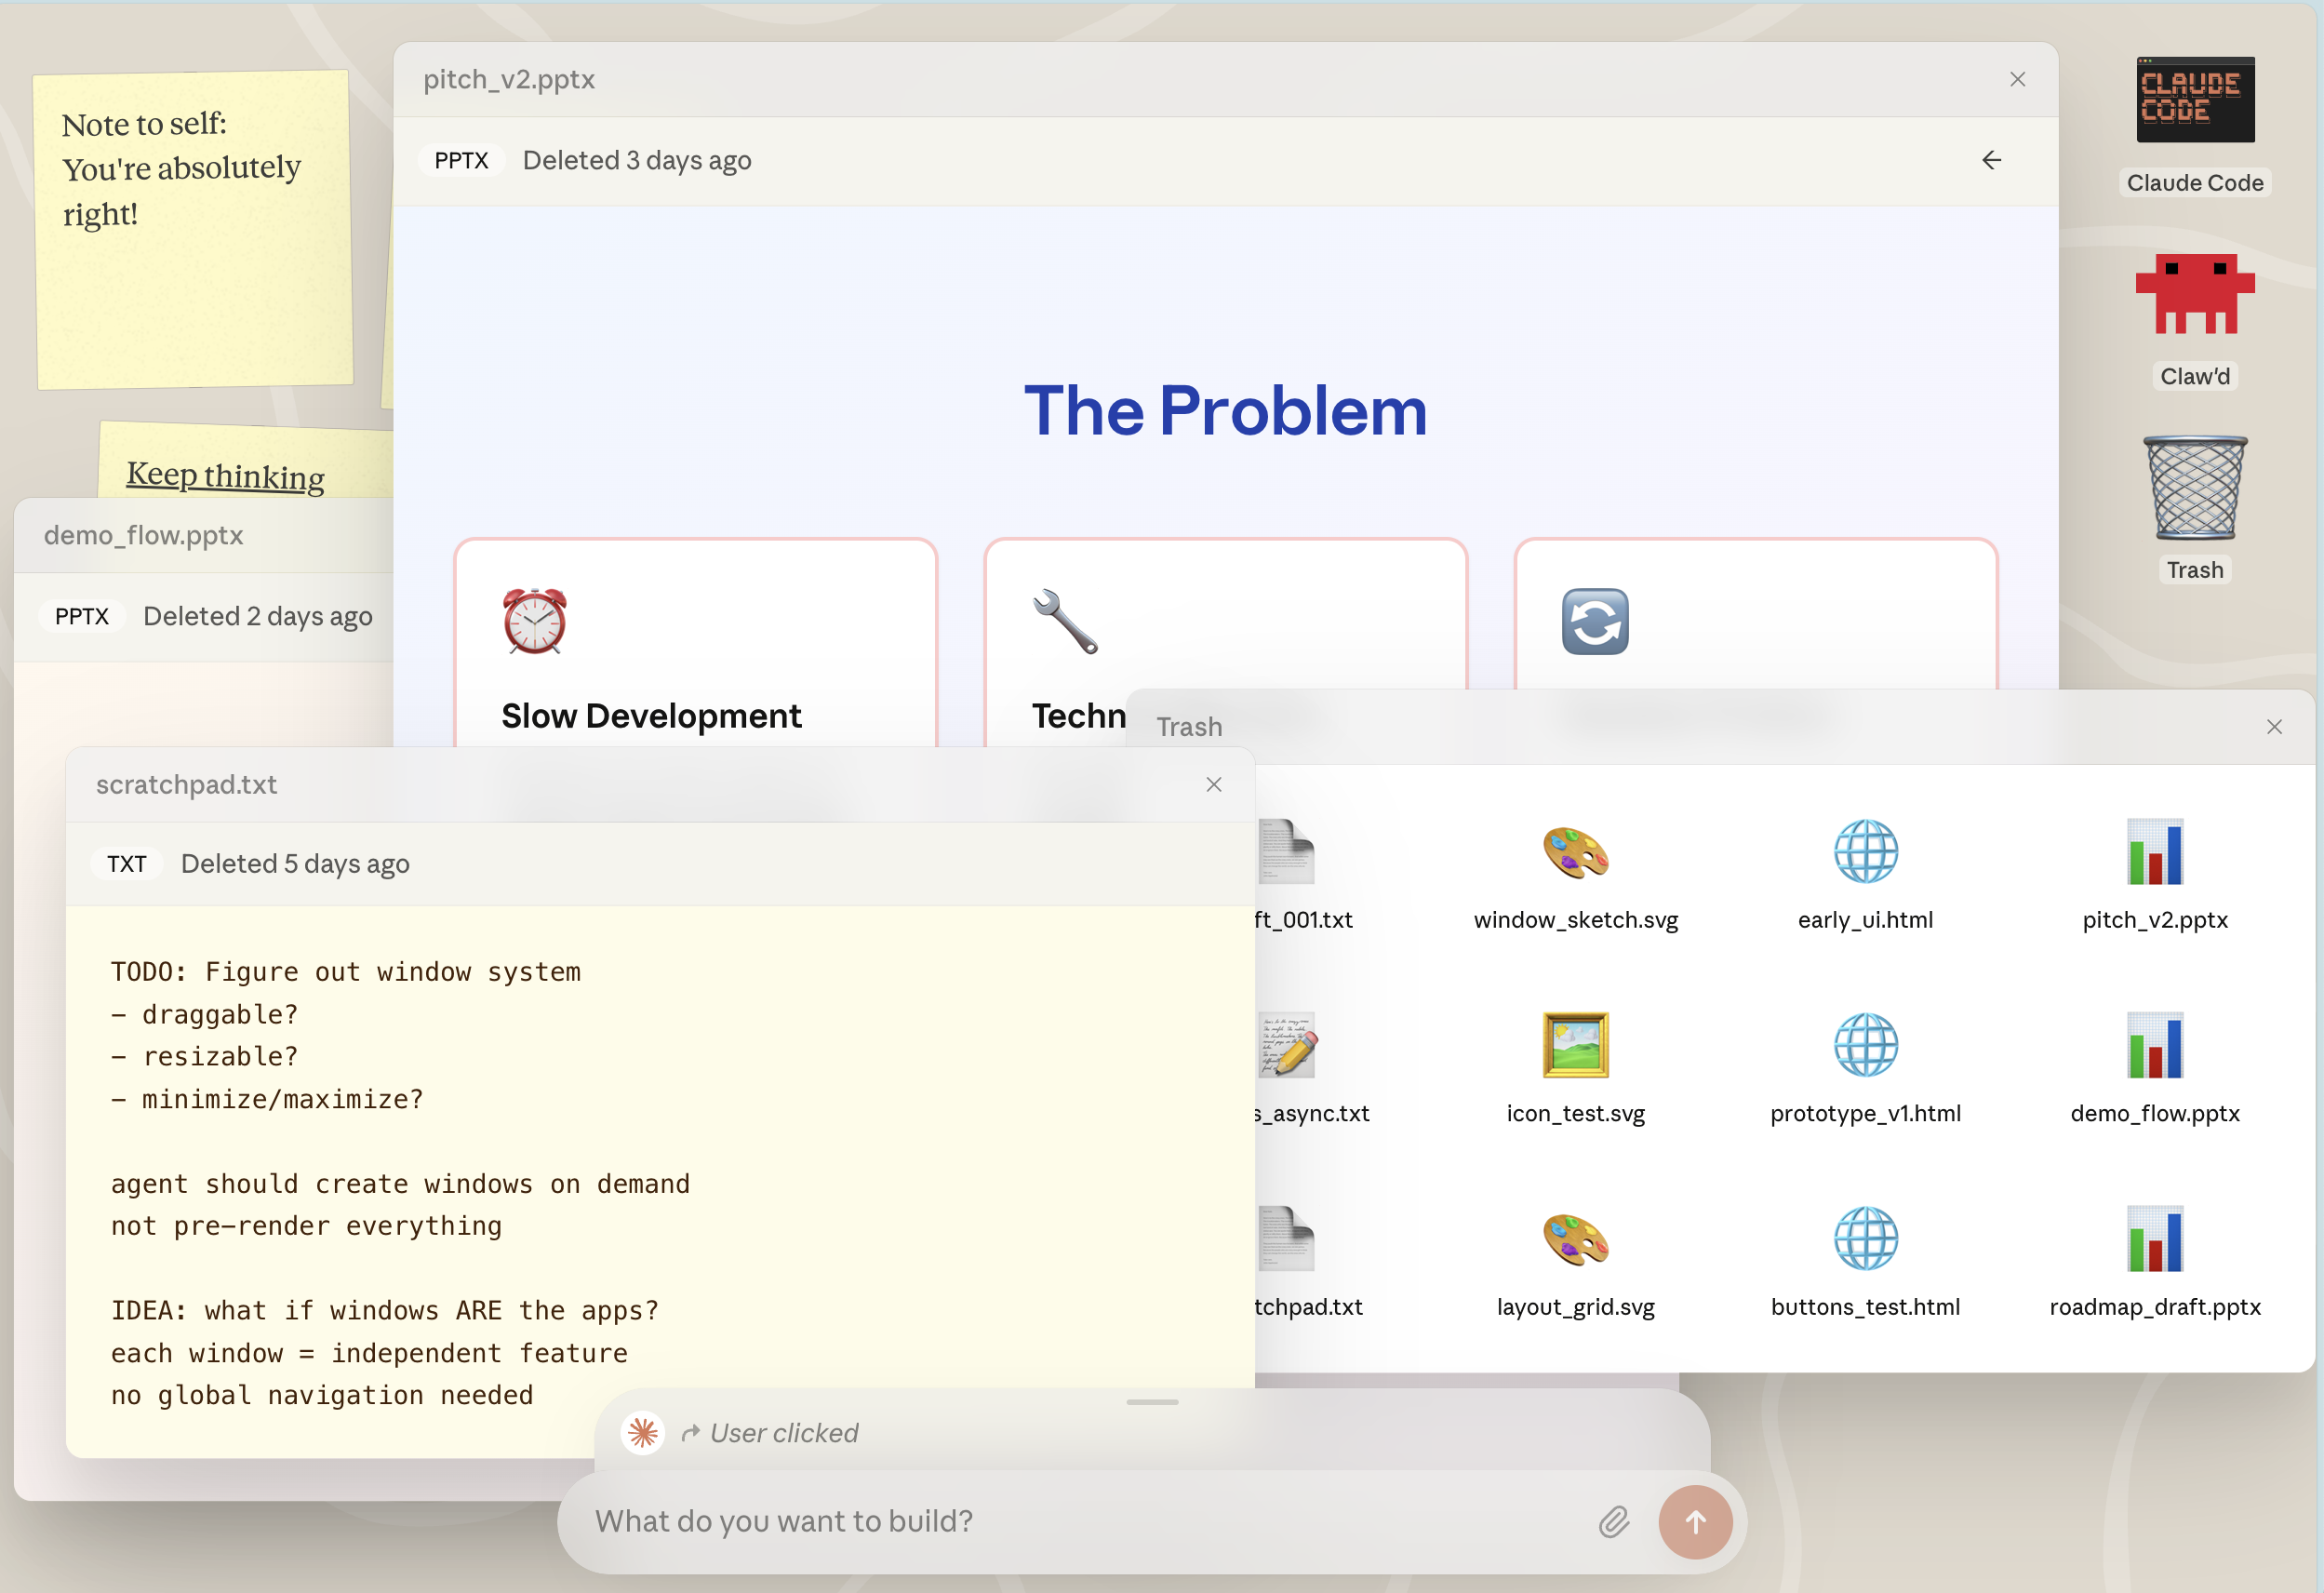 Note to self:
You're absolutely
right!
Keep thinking
pitch_v2.pptx
PPTX Deleted 3 days ago
The Problem
Slow Development
Techn
CLAUDE
CODE
Claude Code
Claw'd
Trash
demo_flow.pptx
PPTX Deleted 2 days ago
scratchpad.txt
TXT Deleted 5 days ago
TODO: Figure out window system
– draggable?
– resizable?
– minimize/maximize?
agent should create windows on demand
not pre–render everything
IDEA: what if windows ARE the apps?
each window = independent feature
no global navigation needed
Trash
ft_001.txt window_sketch.svg early_ui.html pitch_v2.pptx
s_async.txt icon_test.svg prototype_v1.html demo_flow.pptx
tchpad.txt layout_grid.svg buttons_test.html roadmap_draft.pptx
User clicked
What do you want to build?